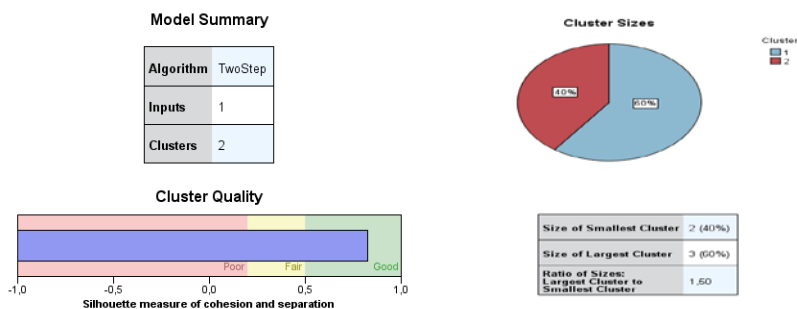 Model Summary
Algorithm TwoStep
Inputs 1
Clusters 2
Cluster Quality
Poor Fair Good
-1,0 -0,5 0,0 0,5 1,0
Silhouette measure of cohesion and separation
Cluster Sizes
Cluster
1
2
40%
60%
Size of Smallest Cluster 2 (40%)
Size of Largest Cluster 3 (60%)
Ratio of Sizes:
Largest Cluster to
Smallest Cluster 1,50